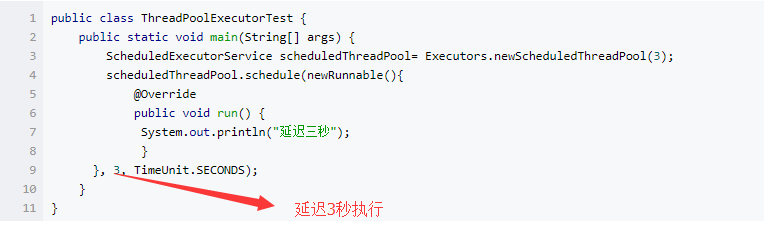 1 public class ThreadPoolExecutorTest {
2 public static void main(String[] args) {
3 ScheduledExecutorService scheduledThreadPool= Executors.newScheduledThreadPool(3);
4 scheduledThreadPool.schedule(newRunnable(){
5 @Override
6 public void run() {
7 System.out.println("延迟三秒");
8 }
9 }, 3, TimeUnit.SECONDS);
10 }
11 }
延迟3秒执行